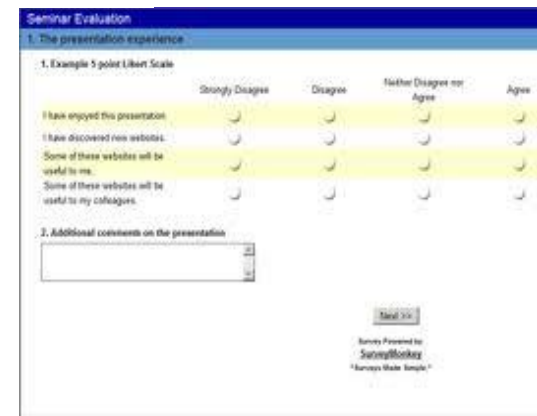 Seminar Evaluation
1. The presentation experience
1. Example 5 point Likert Scale
Strongly Disagree Disagree Neither Disagree nor Agree Agree
I have enjoyed this presentation
I have discovered new websites.
Some of these websites will be
useful to me.
Some of these websites will be
useful to my colleagues.
2. Additional comments on the presentation
Next >>
Survey Powered by
SurveyMonkey
"Surveys Made Simple."